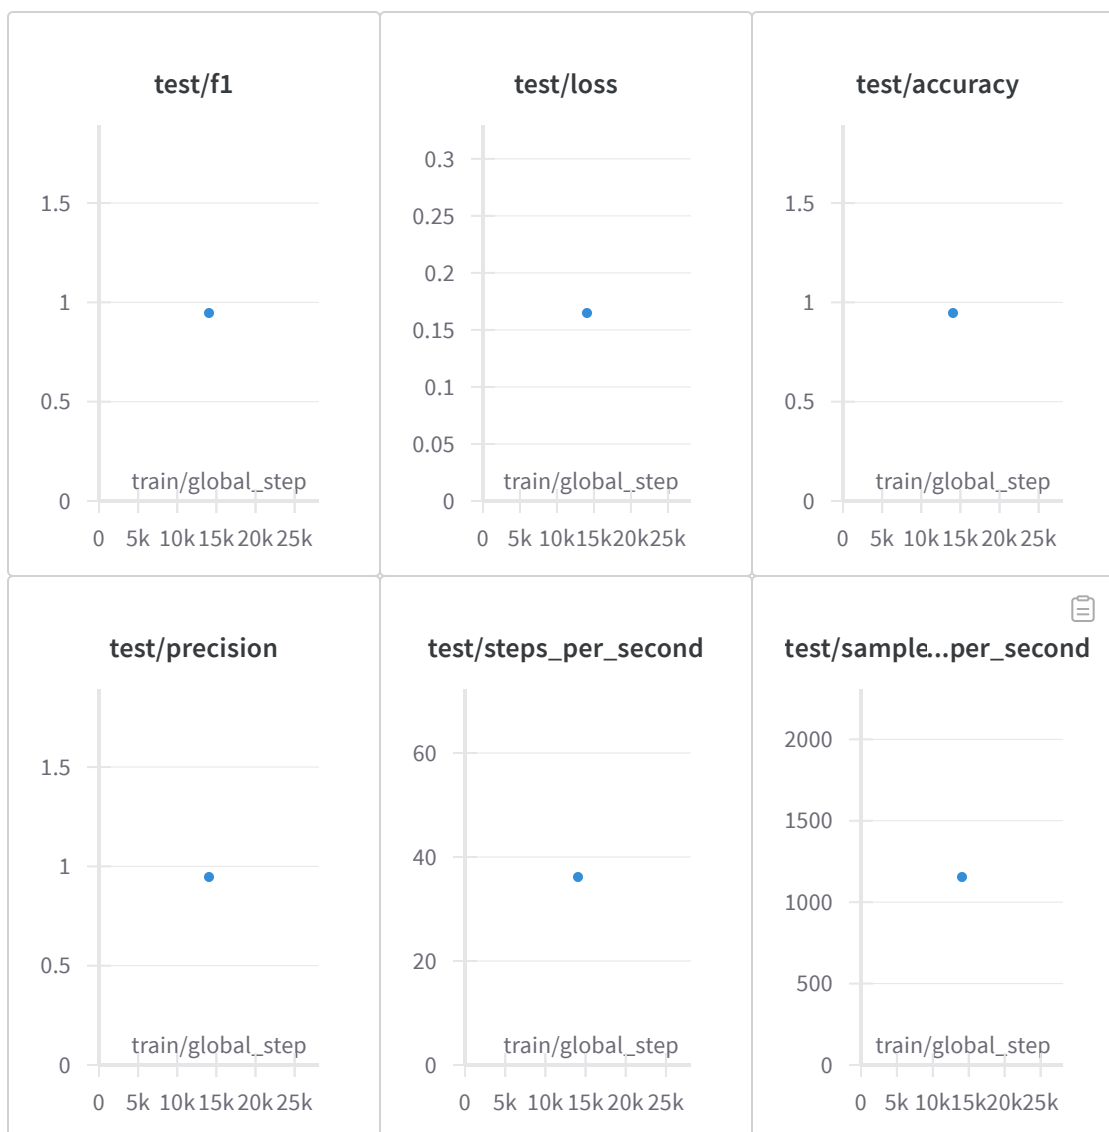 test/f1
1.5
1
0.5
0
train/global_step
0 5k 10k 15k 20k 25k
test/loss
0.3
0.25
0.2
0.15
0.1
0.05
0
train/global_step
0 5k 10k 15k 20k 25k
test/accuracy
1.5
1
0.5
0
train/global_step
0 5k 10k 15k 20k 25k
test/precision
1.5
1
0.5
0
train/global_step
0 5k 10k 15k 20k 25k
test/steps_per_second
60
40
20
0
train/global_step
0 5k 10k 15k 20k 25k
test/sample...per_second
2000
1500
1000
500
0
train/global_step
0 5k 10k 15k 20k 25k